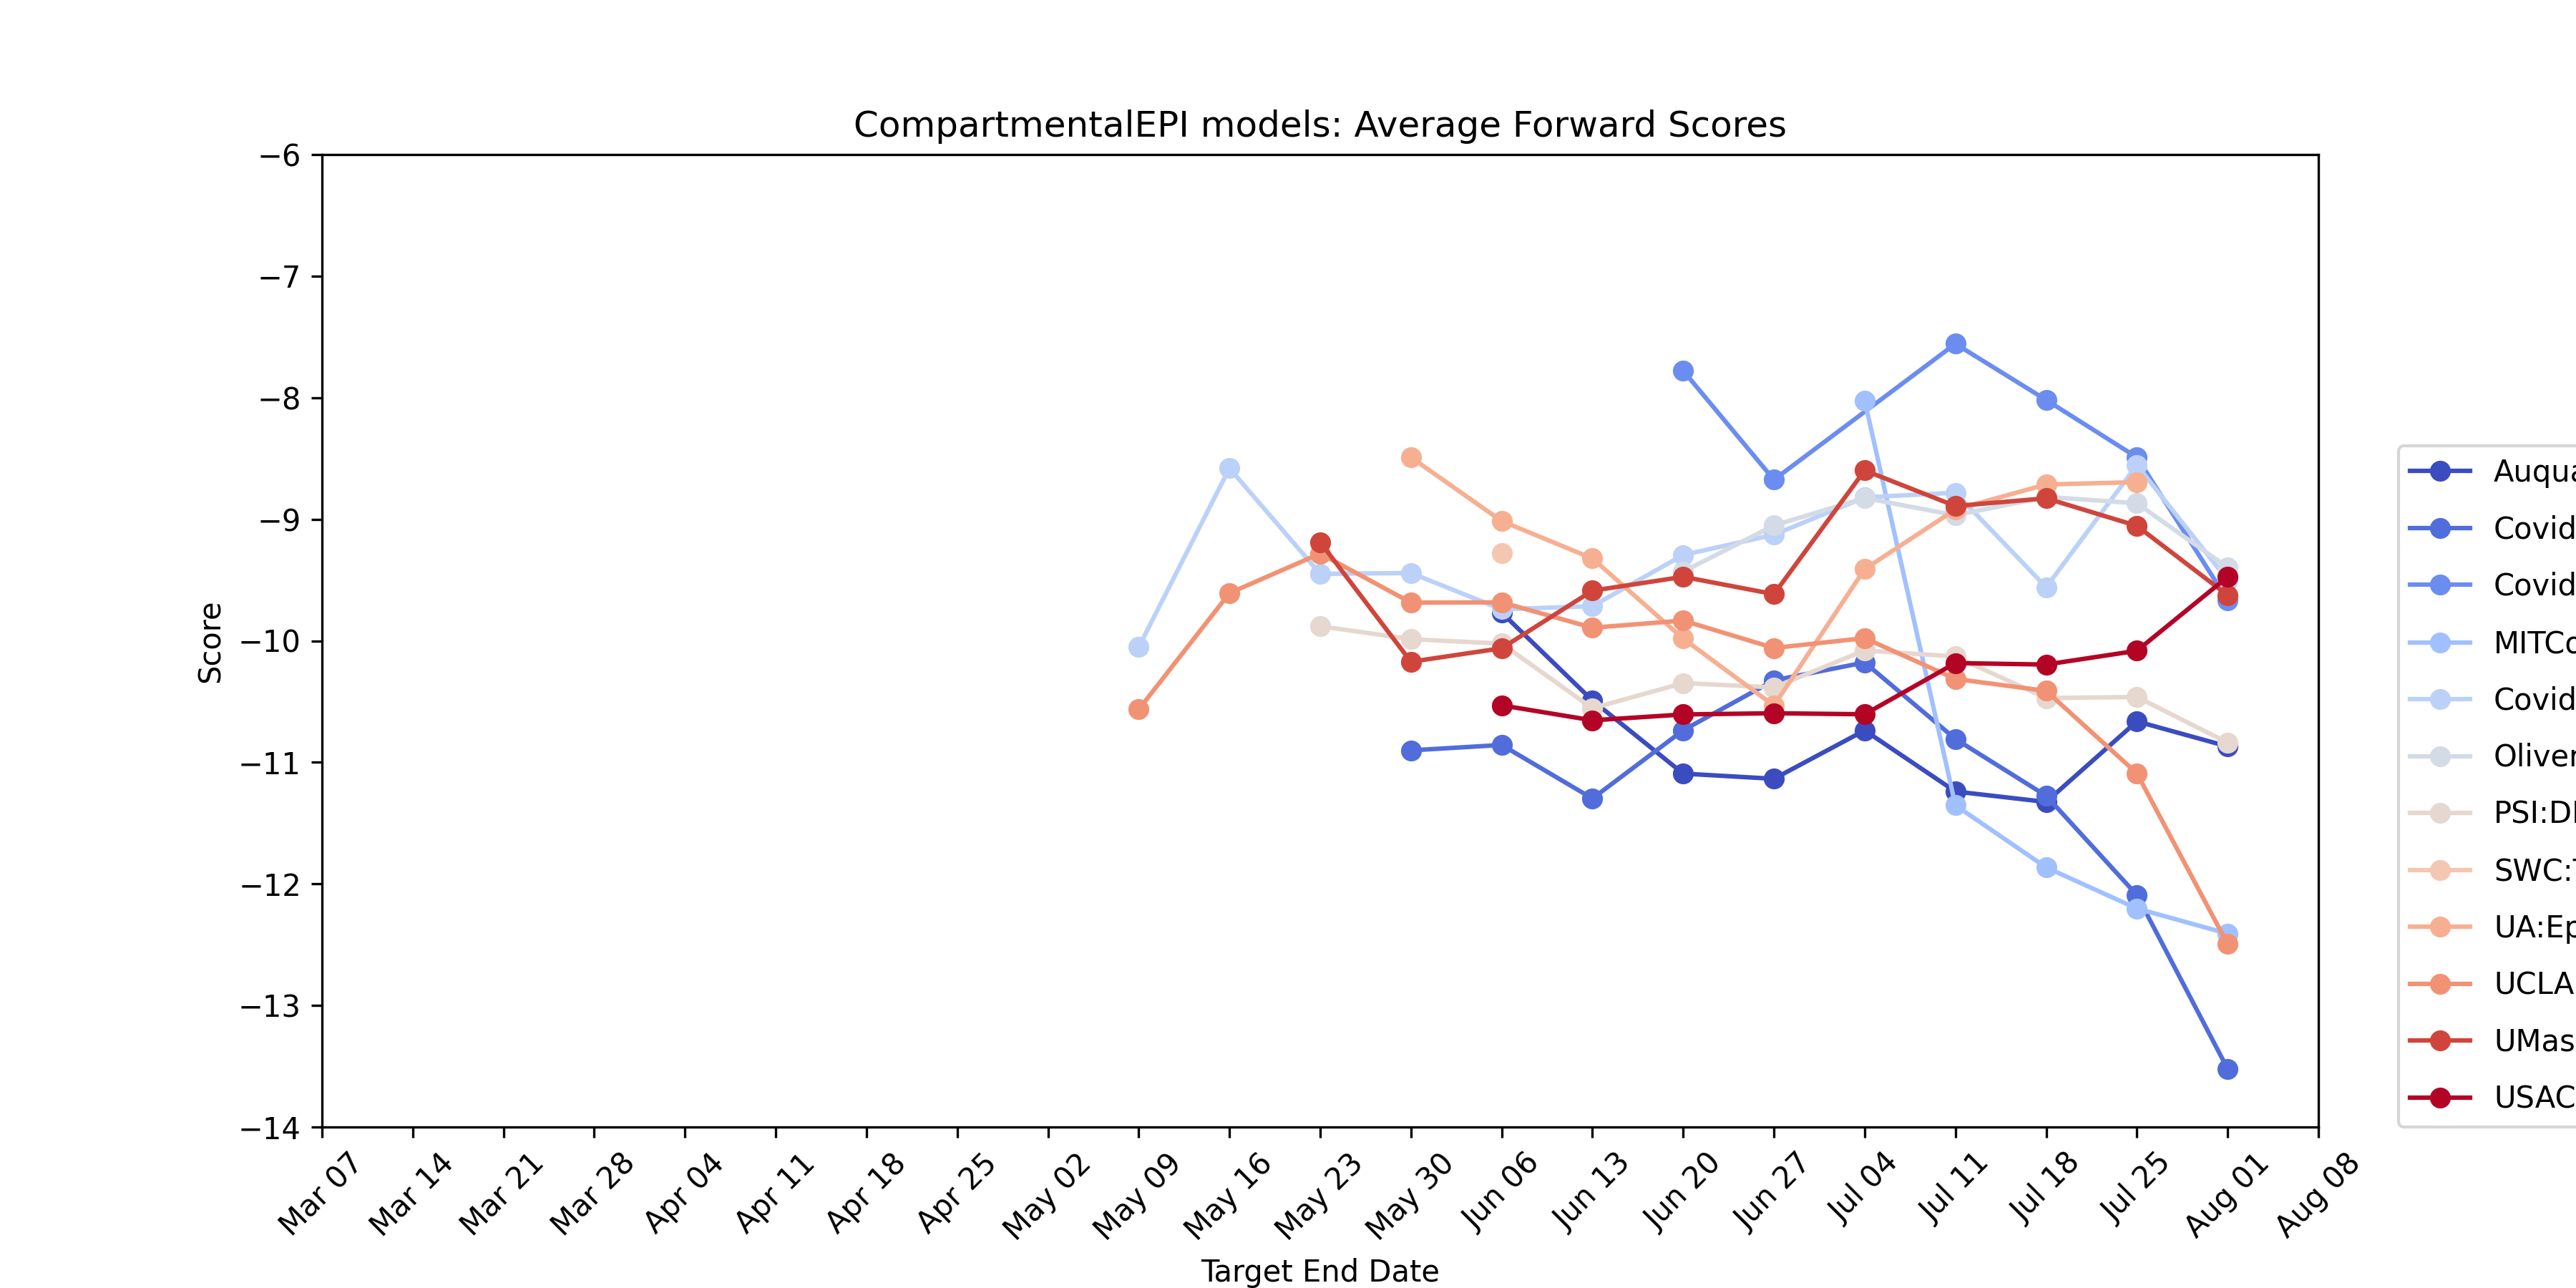 CompartmentalEPI models: Average Forward Scores
−6
−7
−8
−9
−10
−11
−12
−13
−14
Score
Mar 07
Mar 14
Mar 21
Mar 28
Apr 04
Apr 11
Apr 18
Apr 25
May 02
May 09
May 16
May 23
May 30
Jun 06
Jun 13
Jun 20
Jun 27
Jul 04
Jul 11
Jul 18
Jul 25
Aug 01
Aug 08
Target End Date
Auqua
Covid
Covid
MITCo
Covid
Oliver
PSI:D
SWC:
UA:Ep
UCLA
UMas
USAC